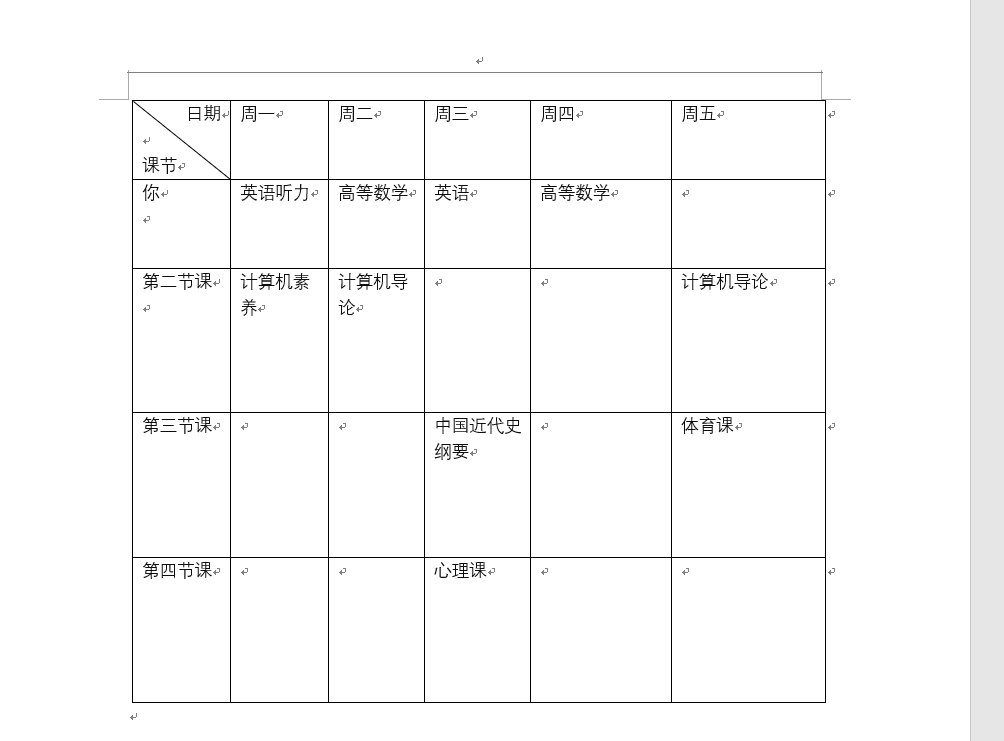 日期
课节
周一
周二
周三
周四
周五
你
英语听力
高等数学
英语
高等数学
第二节课
计算机素
养
计算机导
论
计算机导论
第三节课
中国近代史
纲要
体育课
第四节课
心理课